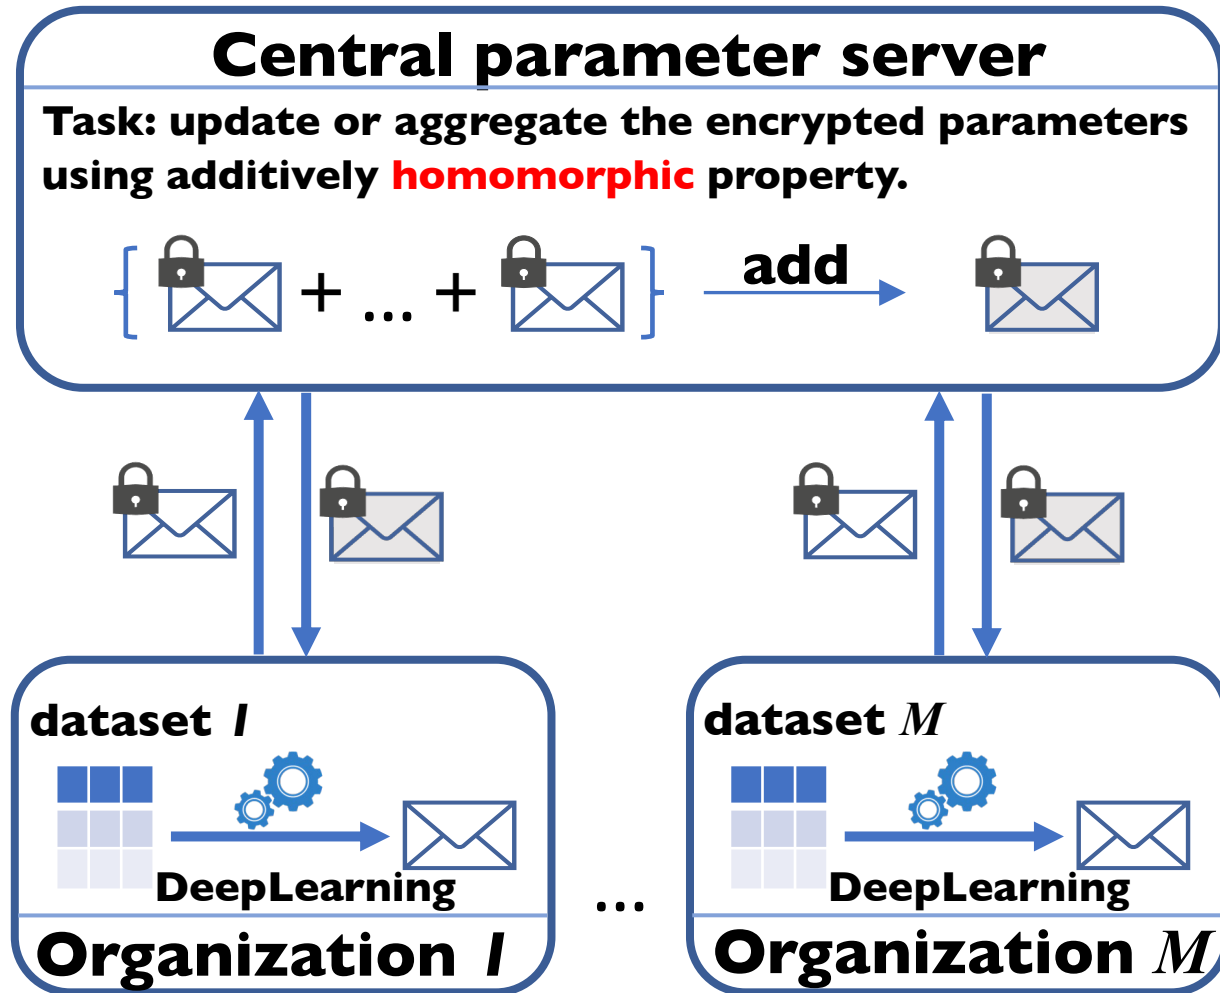 Central parameter server
Task: update or aggregate the encrypted parameters
using additively homomorphic property.
+ ... +
add
dataset 1
DeepLearning
Organization 1
...
dataset M
DeepLearning
Organization M